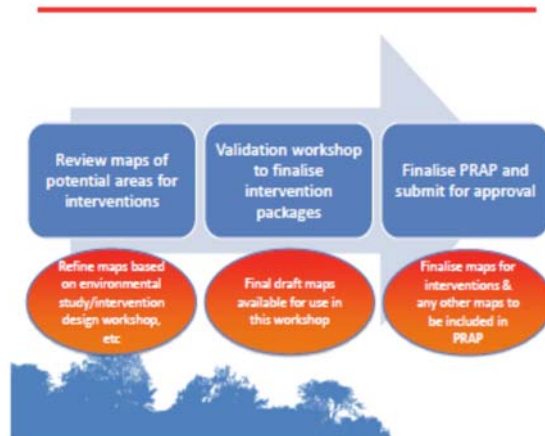 Review maps of
potential areas for
interventions
Validation workshop
to finalise
intervention
packages
Finalise PRAP and
submit for approval
Refine maps based
on environmental
study/intervention
design workshop,
etc
Final draft maps
available for use in
this workshop
Finalise maps for
interventions &
any other maps to
be included in
PRAP